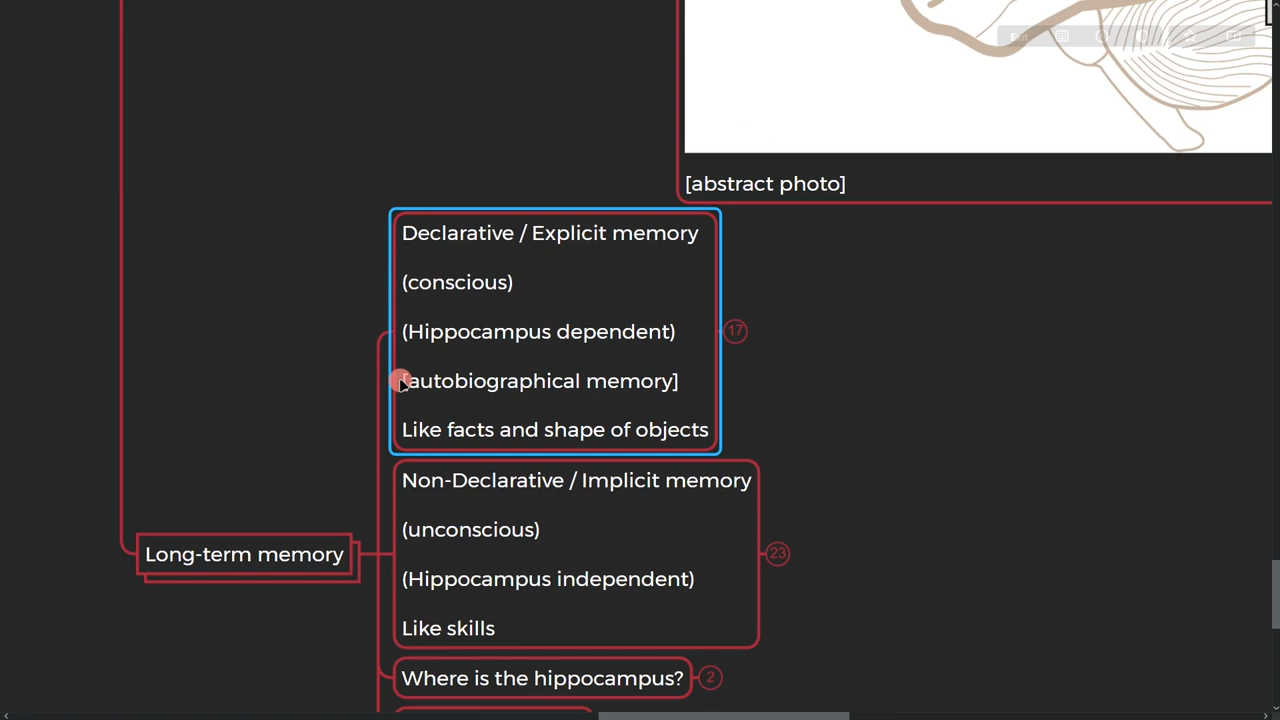 Exit
[abstract photo]
Declarative / Explicit memory
(conscious)
(Hippocampus dependent)
[autobiographical memory]
Like facts and shape of objects
17
Non-Declarative / Implicit memory
(unconscious)
(Hippocampus independent)
Like skills
23
Long-term memory
Where is the hippocampus?
2